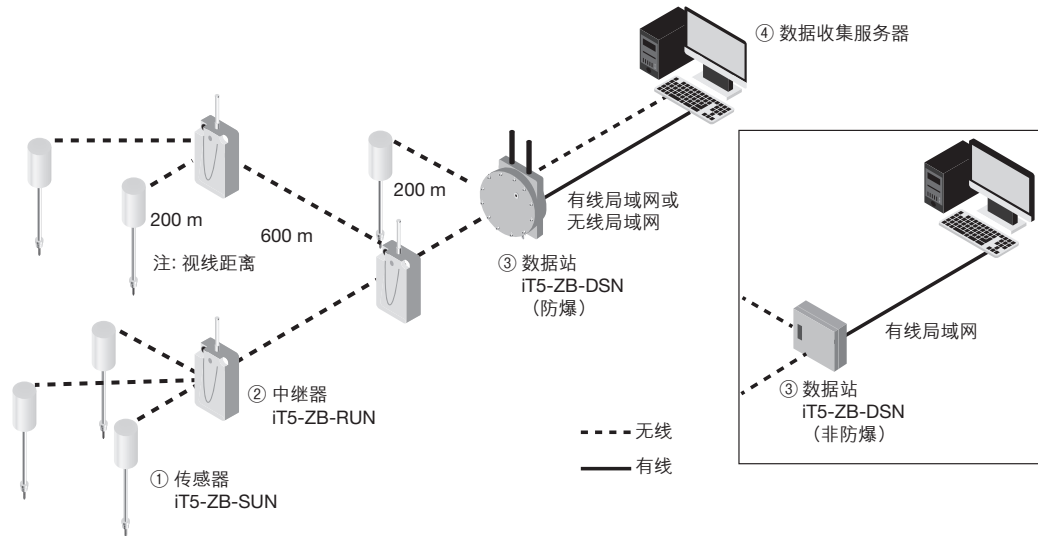 ④ 数据收集服务器
200 m
200 m
600 m
注: 视线距离
有线局域网或
无线局域网
③ 数据站
iT5-ZB-DSN
（防爆）
② 中继器
iT5-ZB-RUN
① 传感器
iT5-ZB-SUN
无线
有线
有线局域网
③ 数据站
iT5-ZB-DSN
（非防爆）